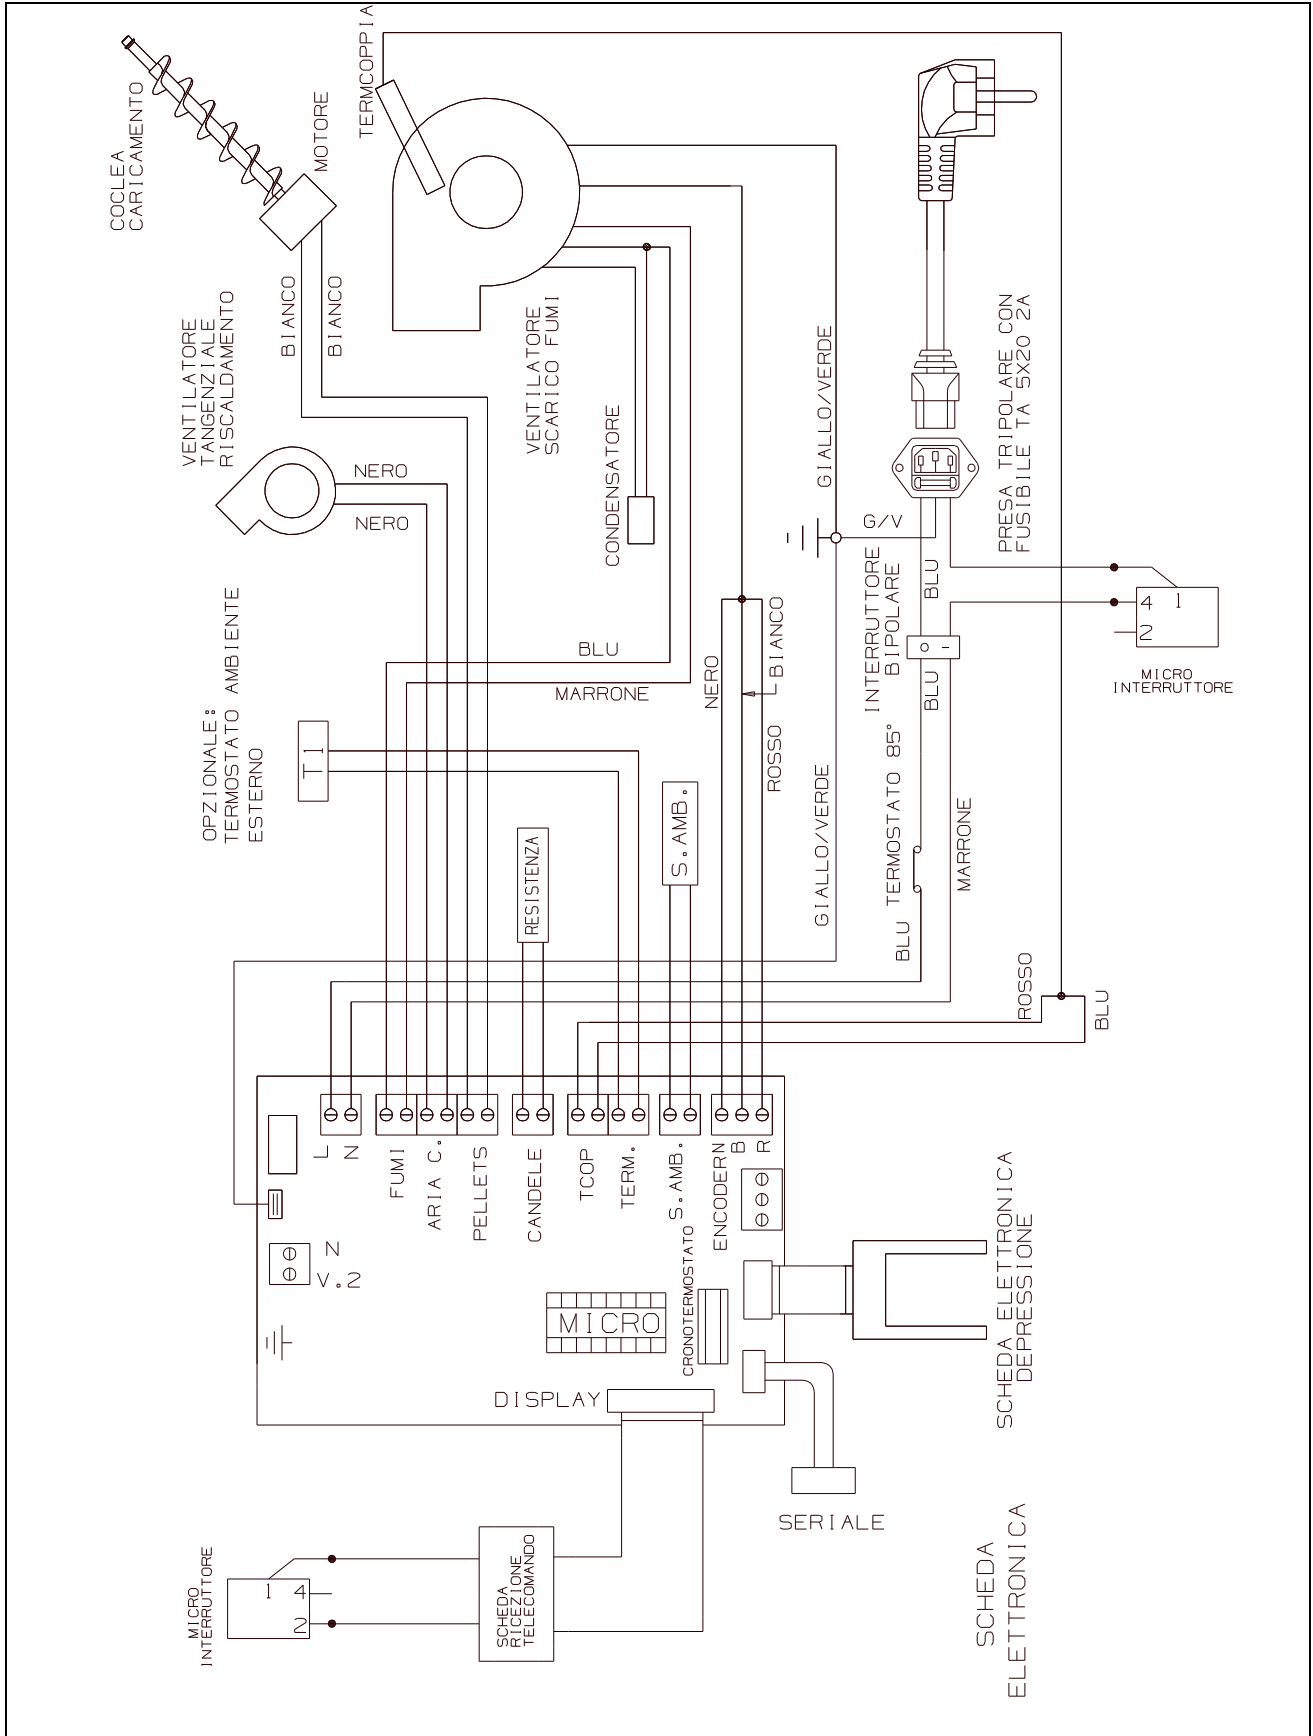 COCLEA
CARICAMENTO
MOTORE
TERMCOPPIA
BIANCO
BIANCO
VENTILATORE
TANGENZIALE
RISCALDAMENTO
NERO
NERO
VENTILATORE
SCARICO FUMI
CONDENSATORE
GIALLO/VERDE
PRESA TRIPOLARE CON
FUSIBILE TA 5X20 2A
G/V
INTERRUTTORE
BIPOLARE
BLU
BLU
4
1
2
MICRO
INTERRUTTORE
OPZIONALE:
TERMOSTATO AMBIENTE
ESTERNO
T1
BLU
MARRONE
NERO
BIANCO
ROSSO
S.AMB.
RESISTENZA
GIALLO/VERDE
TERMOSTATO 85°
BLU
MARRONE
ROSSO
BLU
L
N
FUMI
ARIA C.
PELLETS
CANDELE
TCOP
TERM.
S.AMB.
ENCODER
N
B
R
N
V.2
MICRO
CRONOTERMOSTATO
DISPLAY
SCHEDA ELETTRONICA
DEPRESSIONE
SERIALE
MICRO
INTERRUTTORE
1
4
2
SCHEDA
RICEZIONE
TELECOMANDO
SCHEDA
ELETTRONICA